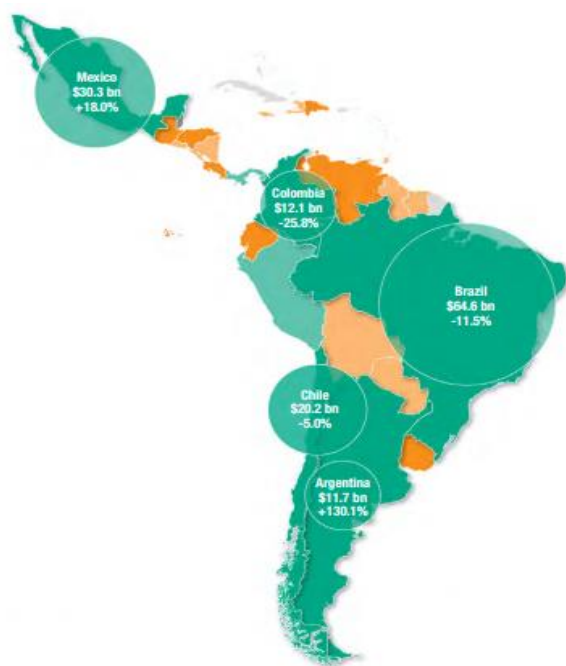 Mexico
$30.3 bn
+18.0%
Colombia
$12.1 bn
-25.8%
Brazil
$64.6 bn
-11.5%
Chile
$20.2 bn
-5.0%
Argentina
$11.7 bn
+130.1%